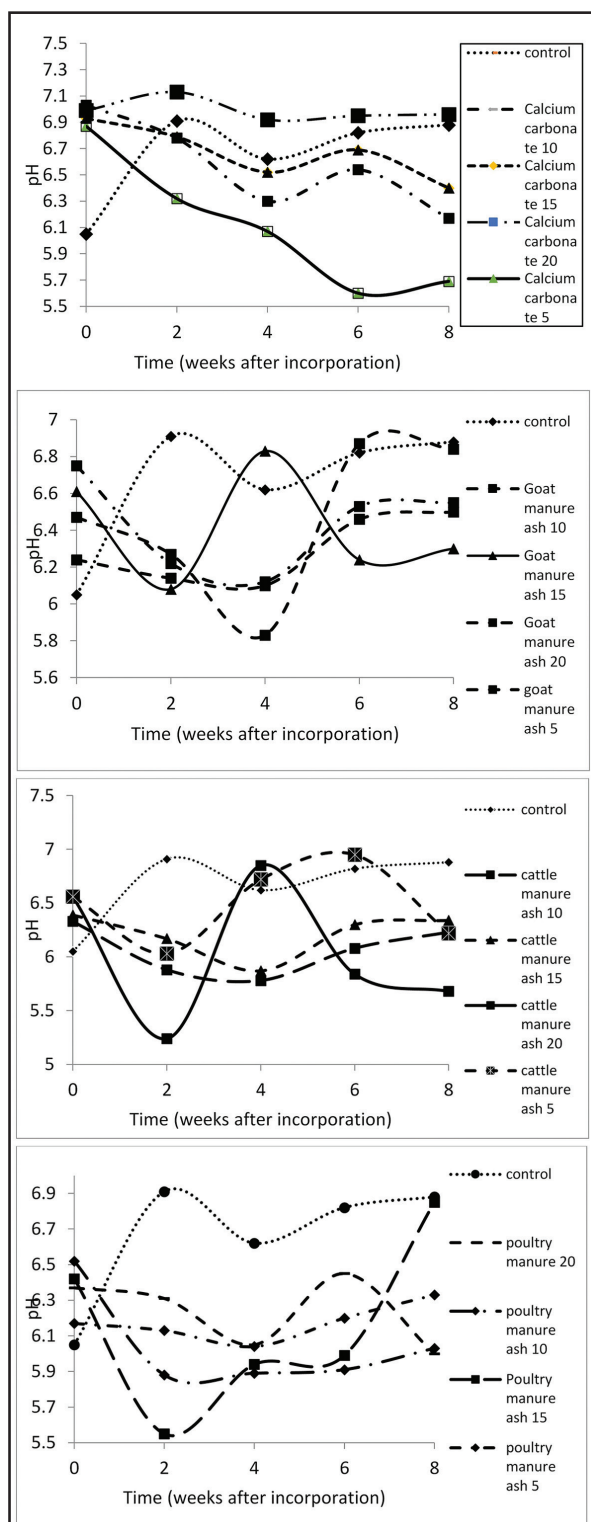 7.5
7.3
7.1
6.9
6.7
6.5
6.3
6.1
5.9
5.7
5.5
pH
0 2 4 6 8
Time (weeks after incorporation)
control
Calcium
carbona
te 10
Calcium
carbona
te 15
Calcium
carbona
te 20
Calcium
carbona
te 5
7
6.8
6.6
6.4
6.2
6
5.8
5.6
pH
0 2 4 6 8
Time (weeks after incorporation)
control
Goat
manure
ash 10
Goat
manure
ash 15
Goat
manure
ash 20
goat
manure
ash 5
7.5
7
6.5
6
5.5
5
pH
0 2 4 6 8
Time (weeks after incorporation)
control
cattle
manure
ash 10
cattle
manure
ash 15
cattle
manure
ash 20
cattle
manure
ash 5
6.9
6.7
6.5
6.3
6.1
5.9
5.7
5.5
pH
0 2 4 6 8
Time (weeks after incorporation)
control
poultry
manure 20
poultry
manure
ash 10
Poultry
manure
ash 15
poultry
manure
ash 5